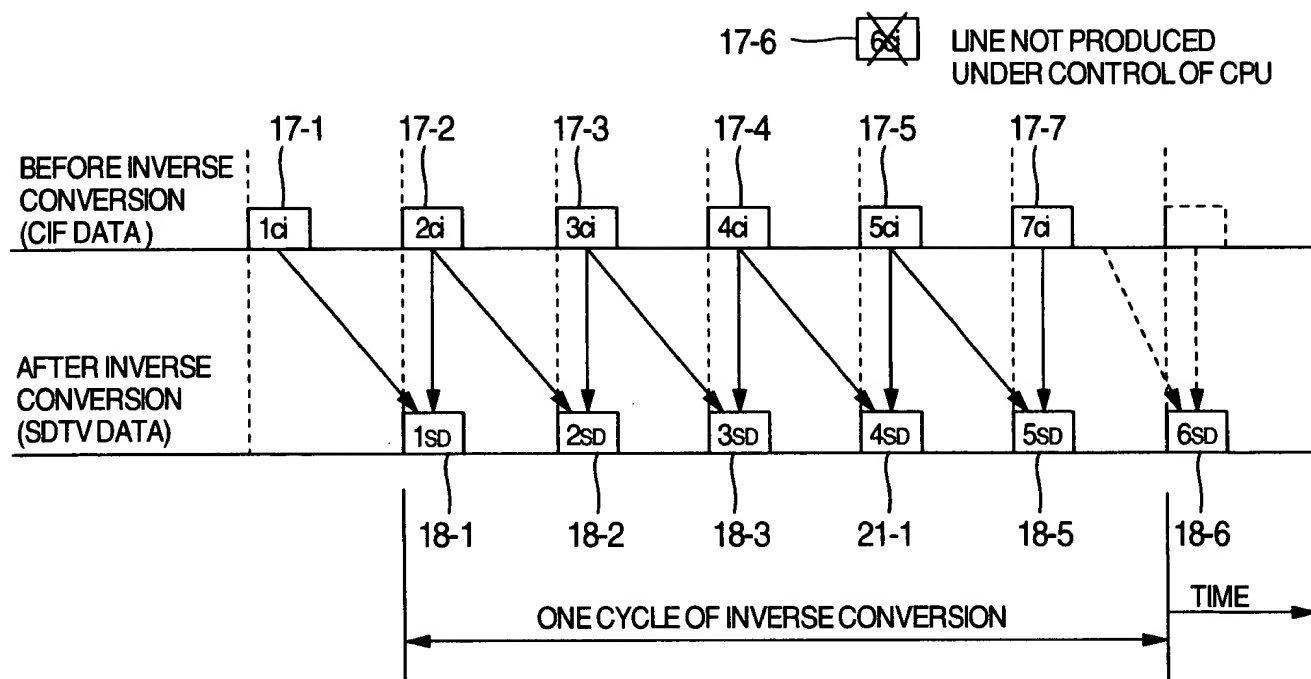 17-6
6ci
LINE NOT PRODUCED
UNDER CONTROL OF CPU
17-1
17-2
17-3
17-4
17-5
17-7
BEFORE INVERSE
CONVERSION
(CIF DATA)
1ci
2ci
3ci
4ci
5ci
7ci
AFTER INVERSE
CONVERSION
(SDTV DATA)
1SD
2SD
3SD
4SD
5SD
6SD
18-1
18-2
18-3
21-1
18-5
18-6
ONE CYCLE OF INVERSE CONVERSION
TIME